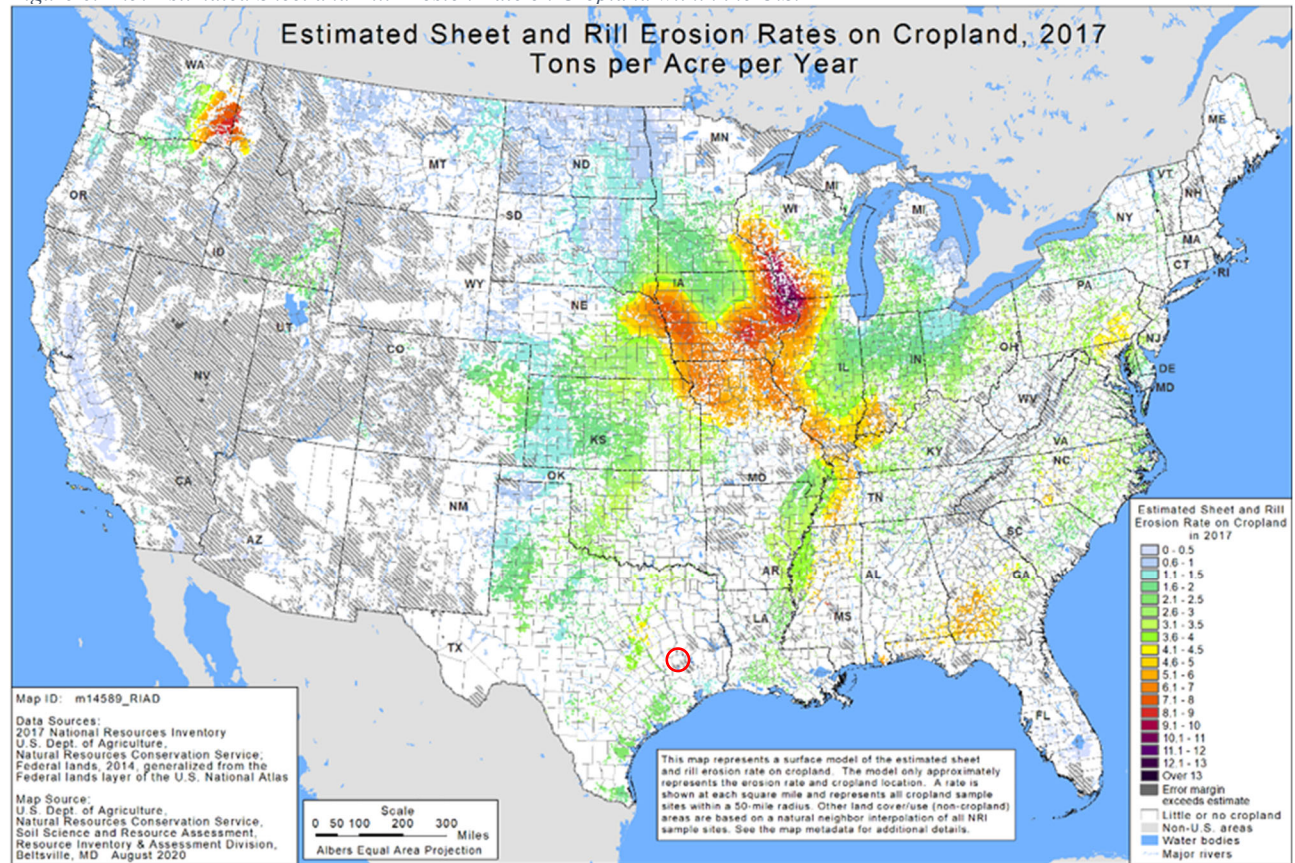 Estimated Sheet and Rill Erosion Rates on Cropland, 2017
Tons per Acre per Year
WA
OR
ID
MT
ND
SD
MN
WI
MI
MI
ME
VT
NH
NY
MA
CT
RI
WY
NE
IA
PA
NJ
DE
MD
OH
IN
IL
UT
NV
CO
CA
KS
MO
KY
WV
VA
NC
TN
SC
GA
AL
MS
AR
LA
OK
NM
AZ
TX
FL
Estimated Sheet and Rill
Erosion Rate on Cropland
in 2017
0 - 0.5
0.6 - 1
1.1 - 1.5
1.6 - 2
2.1 - 2.5
2.6 - 3
3.1 - 3.5
3.6 - 4
4.1 - 4.5
4.6 - 5
5.1 - 6
6.1 - 7
7.1 - 8
8.1 - 9
9.1 - 10
10.1 - 11
11.1 - 12
12.1 - 13
Over 13
Error margin
exceeds estimate
Little or no cropland
Non-U.S. areas
Water bodies
Major rivers
Map ID: m14589_RIAD
Data Sources:
2017 National Resources Inventory
U.S. Dept. of Agriculture,
Natural Resources Conservation Service;
Federal lands, 2014, generalized from the
Federal lands layer of the U.S. National Atlas
Map Source:
U.S. Dept. of Agriculture,
Natural Resources Conservation Service,
Soil Science and Resource Assessment,
Resource Inventory & Assessment Division,
Beltsville, MD August 2020
Scale
0 50 100 200 300
Miles
Albers Equal Area Projection
This map represents a surface model of the estimated sheet
and rill erosion rate on cropland. The model only approximately
represents the erosion rate and cropland location. A rate is
shown at each square mile and represents all cropland sample
sites within a 50-mile radius. Other land cover/use (non-cropland)
areas are based on a natural neighbor interpolation of all NRI
sample sites. See the map metadata for additional details.